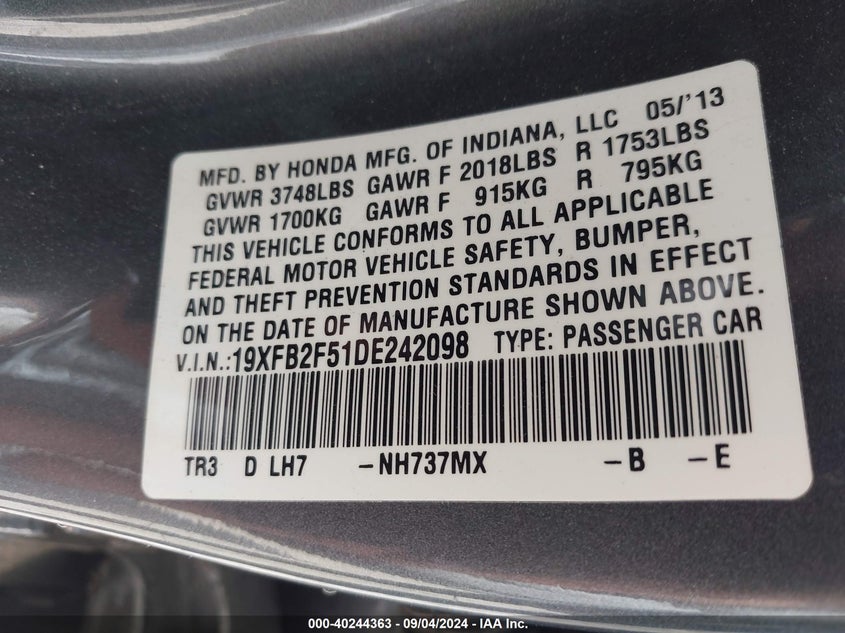 MFD. BY HONDA MFG. OF INDIANA, LLC 05/'13
GVWR 3748LBS GAWR F 2018LBS R 1753LBS
GVWR 1700KG GAWR F 915KG R 795KG
THIS VEHICLE CONFORMS TO ALL APPLICABLE
FEDERAL MOTOR VEHICLE SAFETY, BUMPER,
AND THEFT PREVENTION STANDARDS IN EFFECT
ON THE DATE OF MANUFACTURE SHOWN ABOVE.
V.I.N.:19XFB2F51DE242098 TYPE: PASSENGER CAR
TR3 D LH7 -NH737MX -B -E
000-40244363 - 09/04/2024 - IAA Inc.